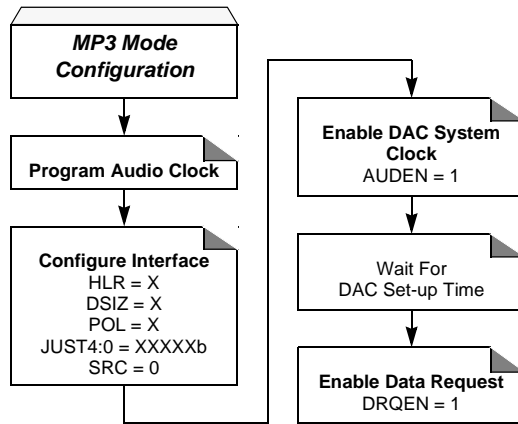 MP3 Mode
Configuration
Program Audio Clock
Configure Interface
HLR = X
DSIZ = X
POL = X
JUST4:0 = XXXXXb
SRC = 0
Enable DAC System
Clock
AUDEN = 1
Wait For
DAC Set-up Time
Enable Data Request
DRQEN = 1